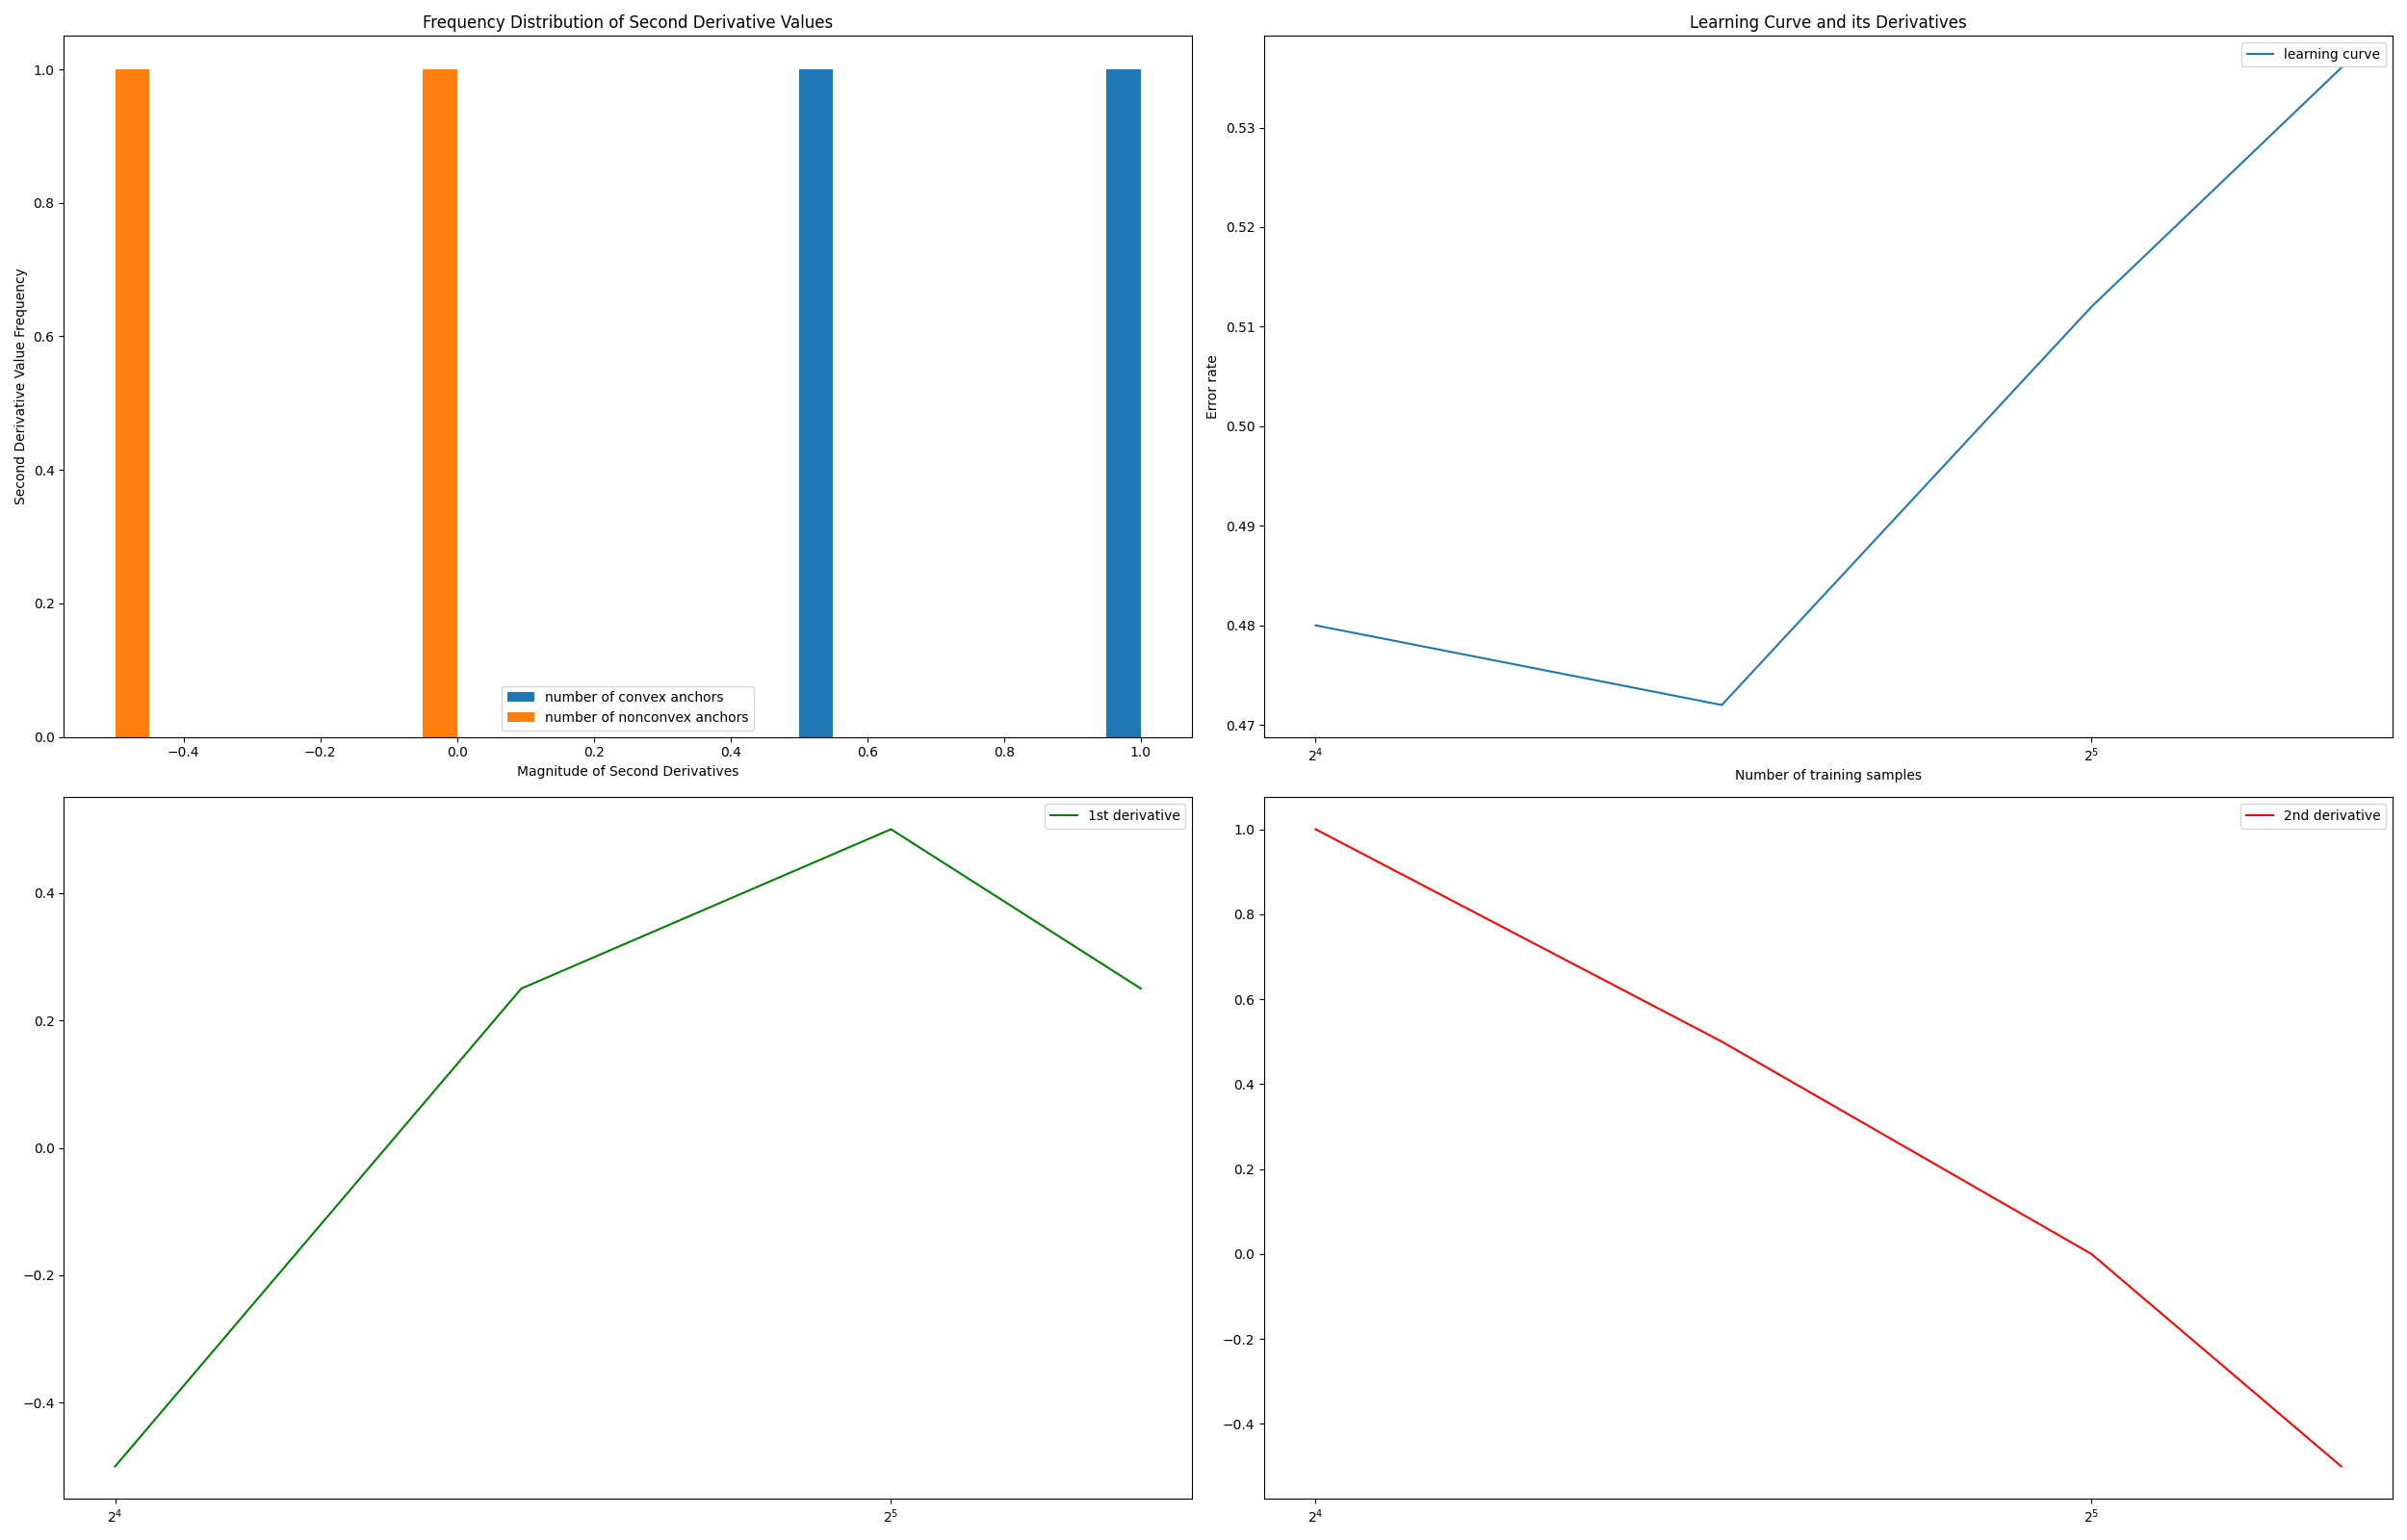 Frequency Distribution of Second Derivative Values
1.0
0.8
0.6
0.4
0.2
0.0
Second Derivative Value Frequency
number of convex anchors
number of nonconvex anchors
−0.4 −0.2 0.0 0.2 0.4 0.6 0.8 1.0
Magnitude of Second Derivatives
Learning Curve and its Derivatives
learning curve
0.53
0.52
0.51
0.50
0.49
0.48
0.47
Error rate
2⁴ 2⁵
Number of training samples
1st derivative
0.4
0.2
0.0
−0.2
−0.4
2⁴ 2⁵
2nd derivative
1.0
0.8
0.6
0.4
0.2
0.0
−0.2
−0.4
2⁴ 2⁵